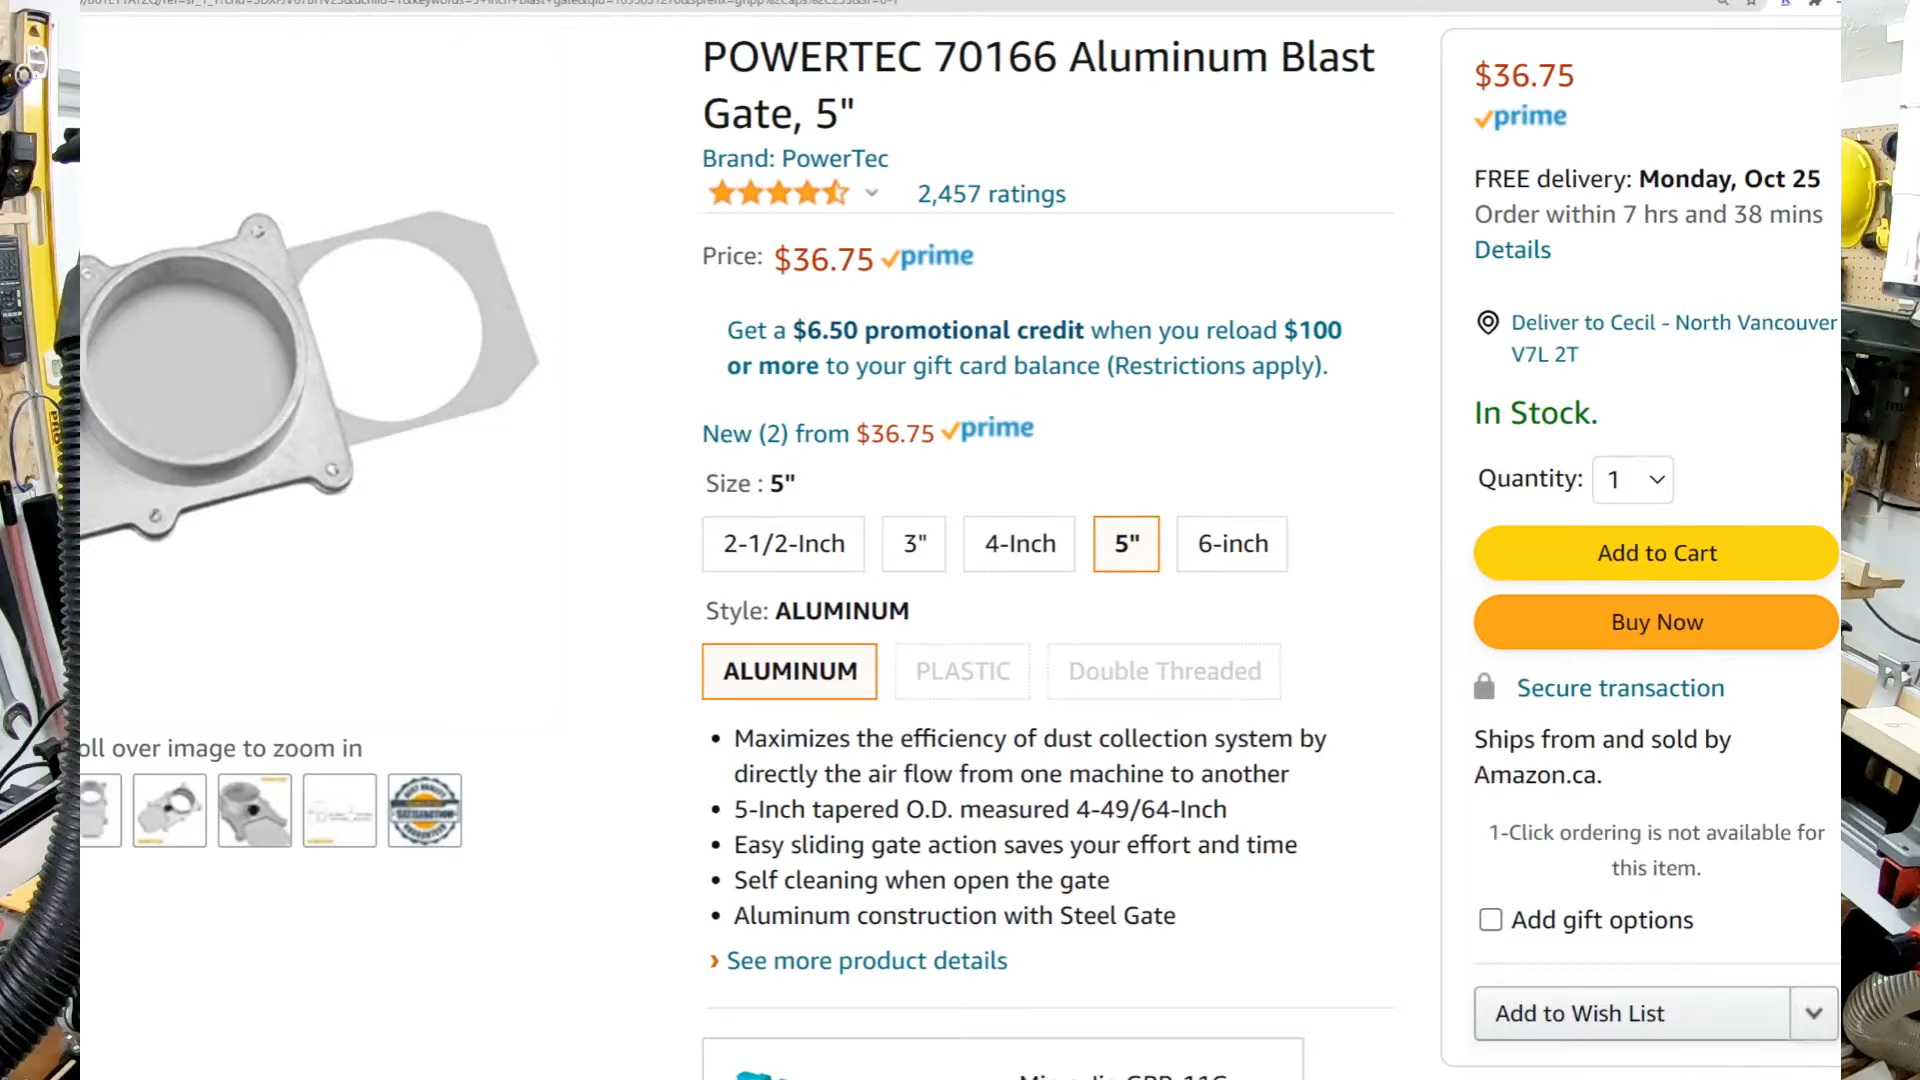 POWERTEC 70166 Aluminum Blast
Gate, 5"
Brand: PowerTec
2,457 ratings
Price: $36.75 prime
Get a $6.50 promotional credit when you reload $100
or more to your gift card balance (Restrictions apply).
New (2) from $36.75 prime
Size : 5"
2-1/2-Inch 3" 4-Inch 5" 6-inch
Style: ALUMINUM
ALUMINUM PLASTIC Double Threaded
Maximizes the efficiency of dust collection system by
directly the air flow from one machine to another
5-Inch tapered O.D. measured 4-49/64-Inch
Easy sliding gate action saves your effort and time
Self cleaning when open the gate
Aluminum construction with Steel Gate
› See more product details
oll over image to zoom in
$36.75
prime
FREE delivery: Monday, Oct 25
Order within 7 hrs and 38 mins
Details
Deliver to Cecil - North Vancouver
V7L 2T
In Stock.
Quantity: 1
Add to Cart
Buy Now
Secure transaction
Ships from and sold by
Amazon.ca.
1-Click ordering is not available for
this item.
Add gift options
Add to Wish List